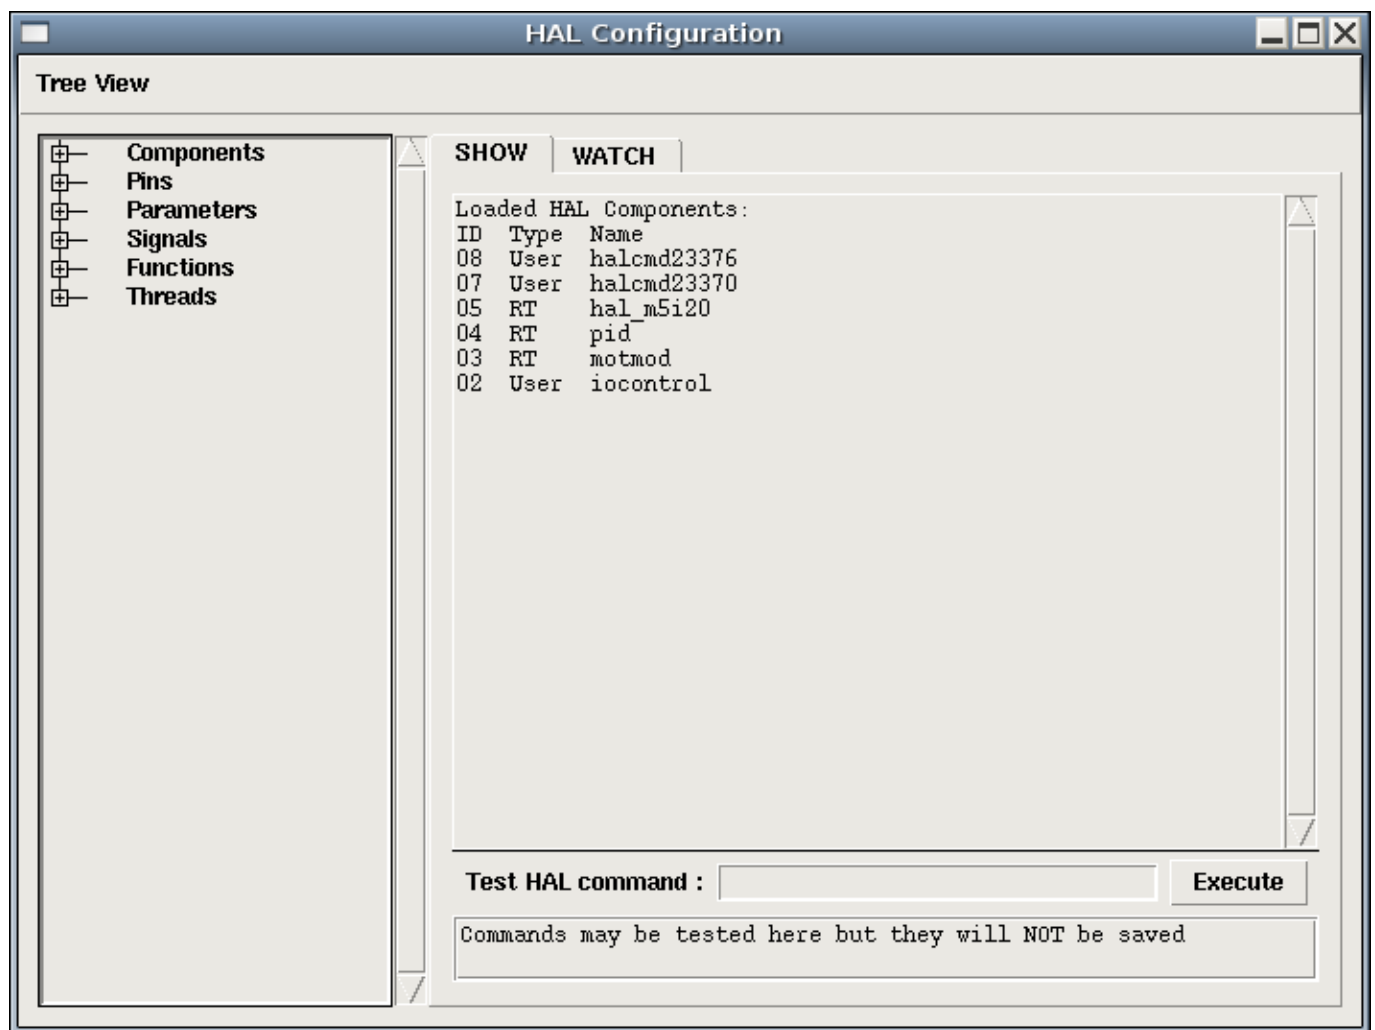 HAL Configuration
Tree View
Components
Pins
Parameters
Signals
Functions
Threads
SHOW WATCH
Loaded HAL Components:
ID Type Name
08 User halcmd23376
07 User halcmd23370
05 RT hal_m5i20
04 RT pid
03 RT motmod
02 User iocontrol
Test HAL command : Execute
Commands may be tested here but they will NOT be saved